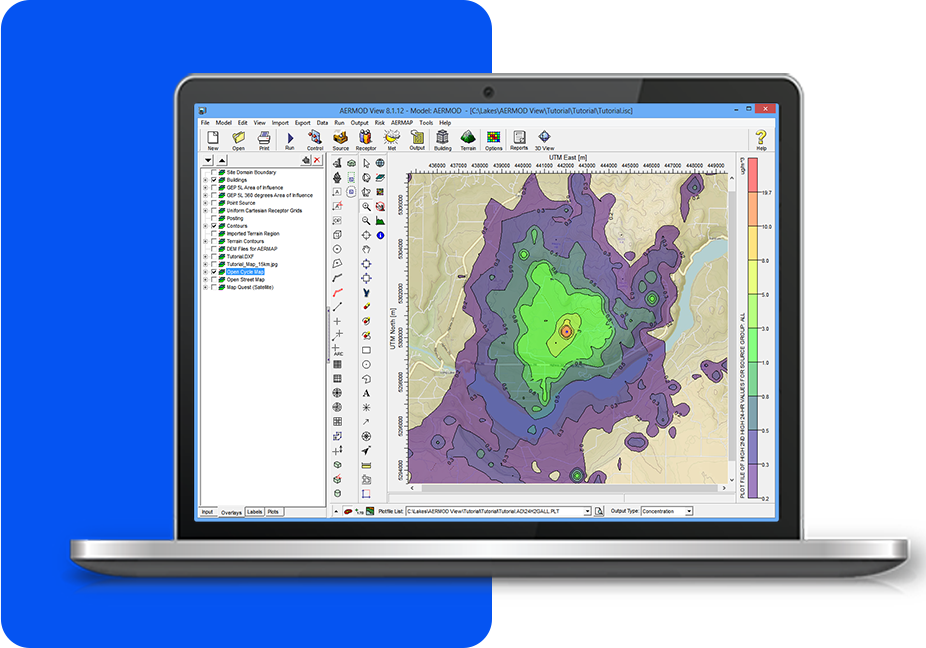 AERMOD View 8.1.12 - Model: AERMOD - [C:\Lakes\AERMOD View\Tutorial\Tutorial\Tutorial.isc]
File Model Edit View Import Export Data Run Output Risk AERMAP Tools Help
New Open Print Run Control Source Receptor Met Output Building Terrain Options Reports 3D View Help
UTM East [m]
436000 437000 438000 439000 440000 441000 442000 443000 444000 445000 446000 447000 448000 449000
Site Domain Boundary
Buildings
GEP 5L Area of Influence
GEP 5L 360 degrees Area of Influence
Point Source
Uniform Cartesian Receptor Grids
Posting
Contours
Imported Terrain Region
Terrain Contours
DEM Files for AERMAP
Tutorial.DXF
Tutorial_Map_15km.jpg
Open Cycle Map
Open Street Map
Map Quest (Satellite)
ARC
UTM North [m]
5304000
5302000
5300000
5298000
5296000
5294000
ug/m^3
19.7
10.0
8.0
5.0
3.0
1.0
0.8
0.5
0.3
0.2
PLOT FILE OF HIGH 2ND HIGH 24-HR VALUES FOR SOURCE GROUP: ALL
Input Overlays Labels Plots
Plotfile List: C:\Lakes\AERMOD View\Tutorial\Tutorial\Tutorial.AD\24H2GALL.PLT
Output Type: Concentration